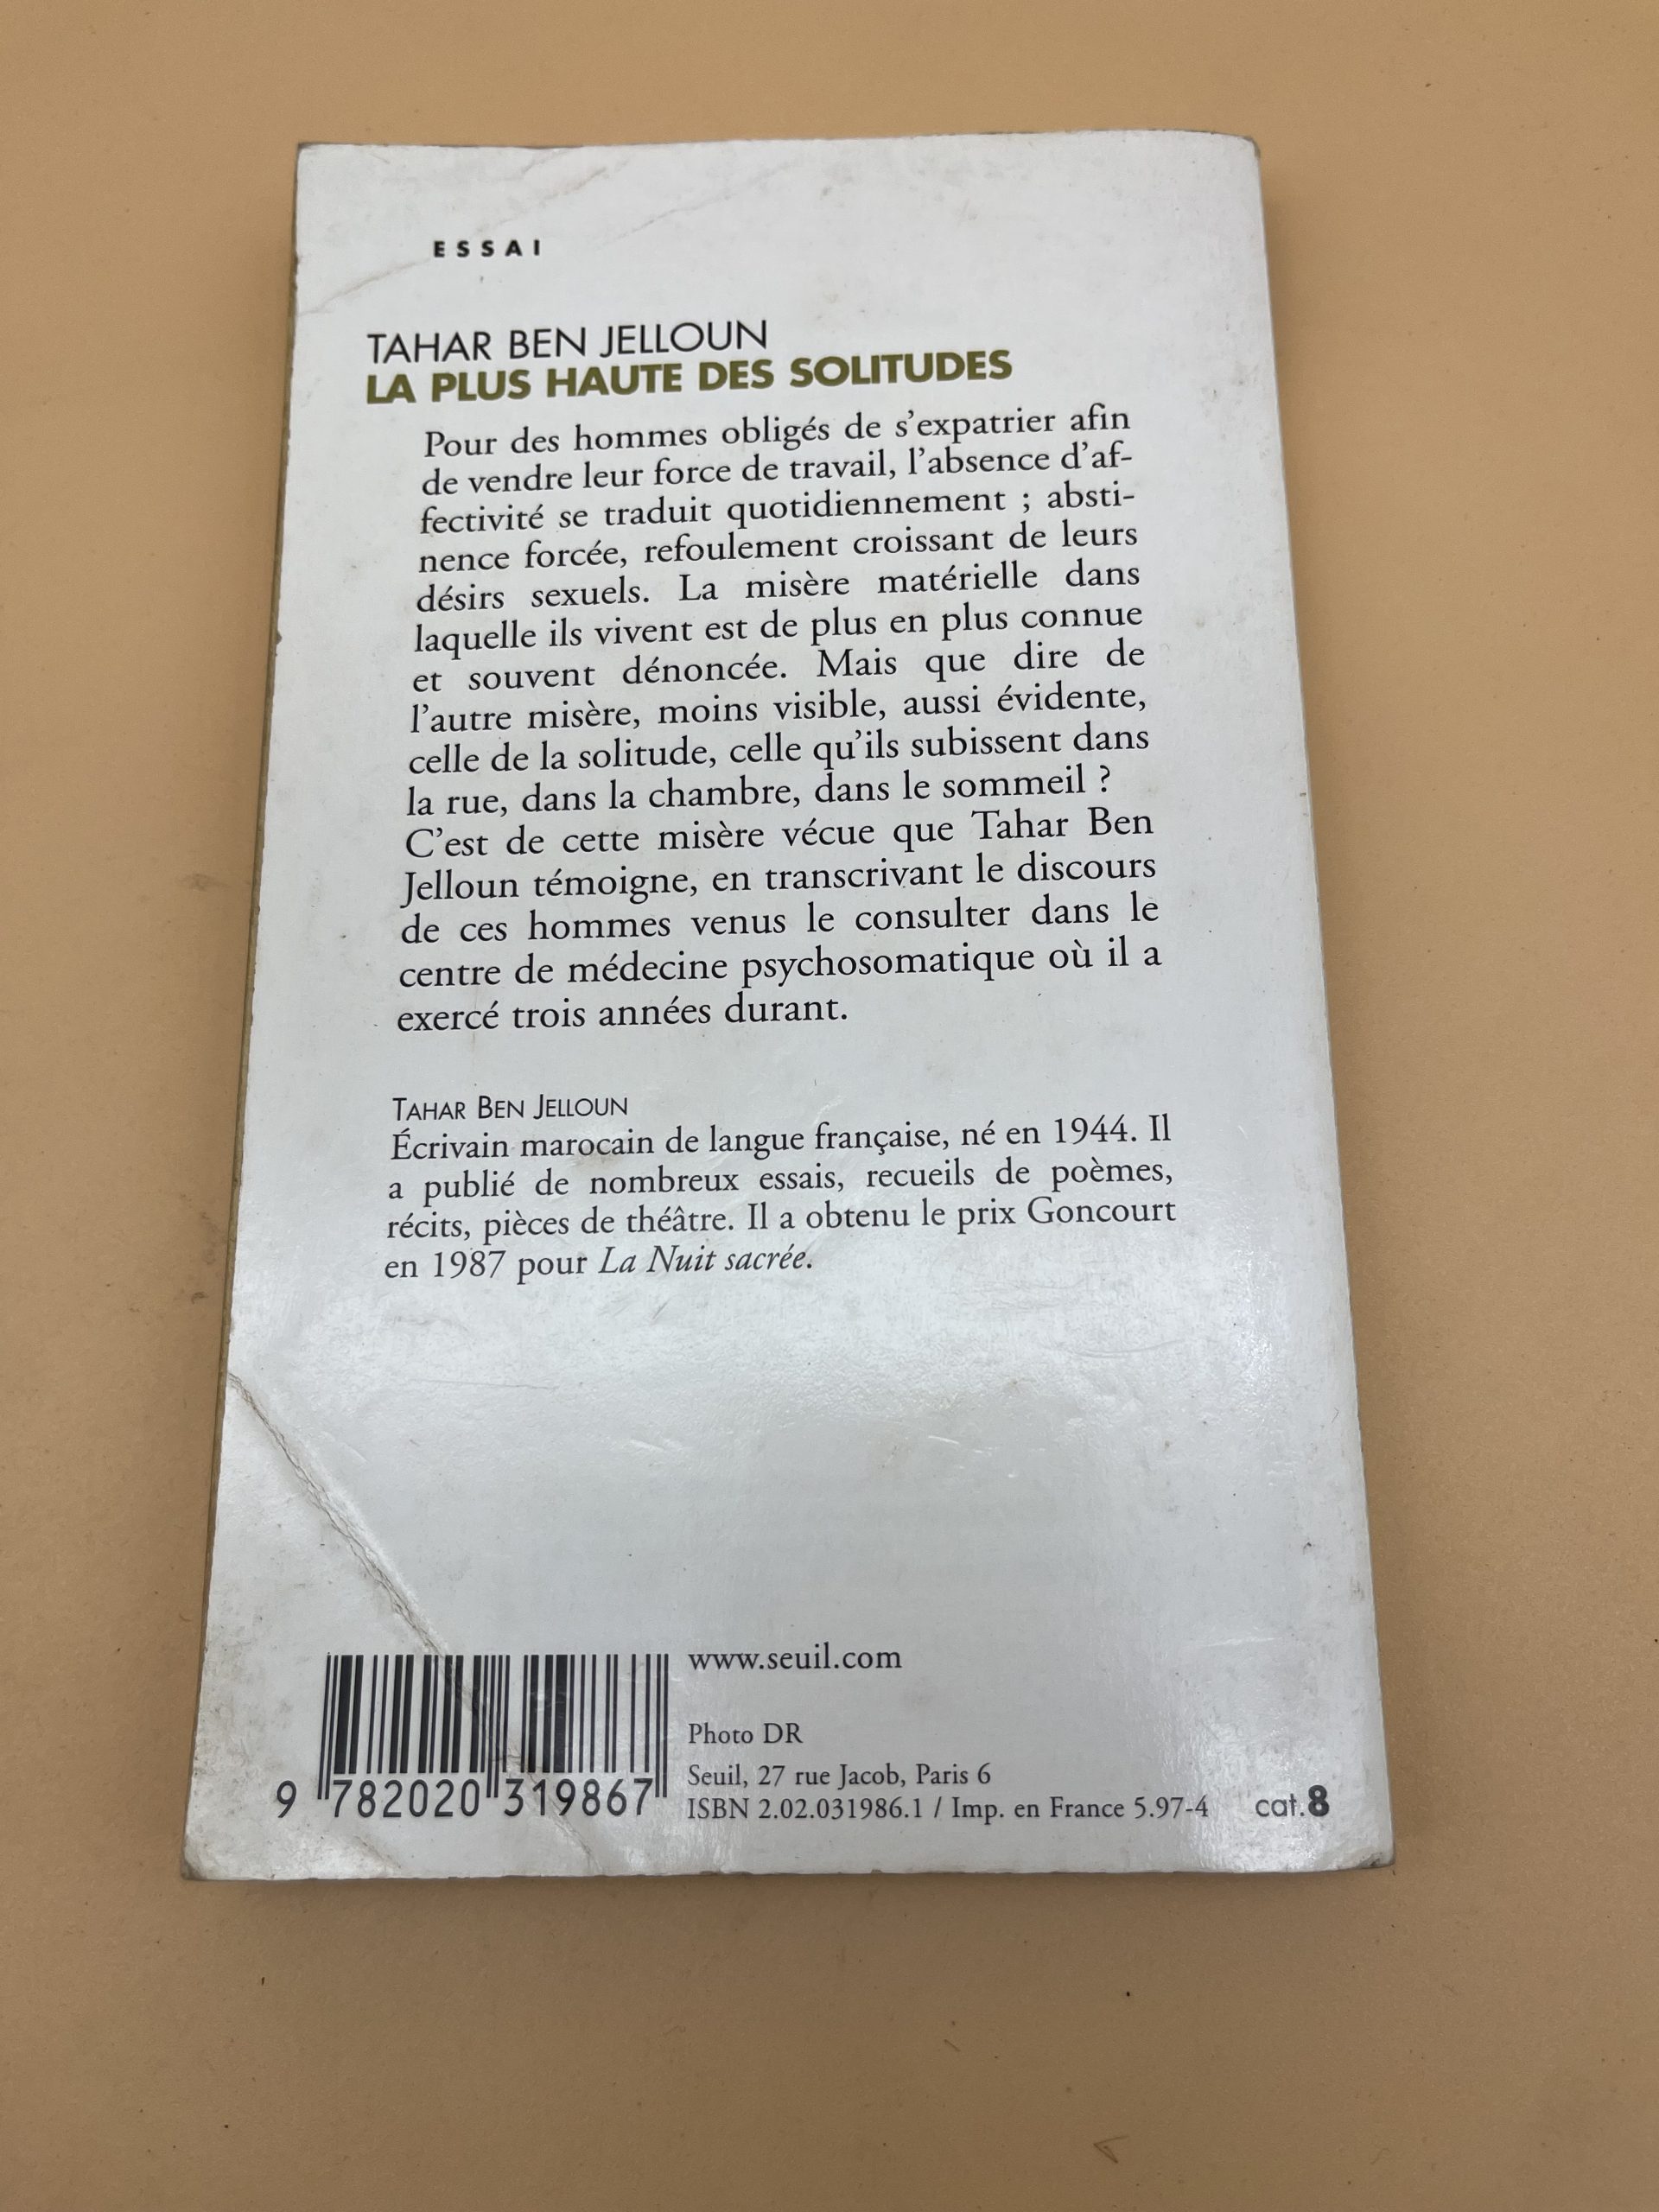 ESSAI
TAHAR BEN JELLOUN
LA PLUS HAUTE DES SOLITUDES
Pour des hommes obligés de s'expatrier afin
de vendre leur force de travail, l'absence d'af-
fectivité se traduit quotidiennement ; absti-
nence forcée, refoulement croissant de leurs
désirs sexuels. La misère matérielle dans
laquelle ils vivent est de plus en plus connue
et souvent dénoncée. Mais que dire de
l'autre misère, moins visible, aussi évidente,
celle de la solitude, celle qu'ils subissent dans
la rue, dans la chambre, dans le sommeil ?
C'est de cette misère vécue que Tahar Ben
Jelloun témoigne, en transcrivant le discours
de ces hommes venus le consulter dans le
centre de médecine psychosomatique où il a
exercé trois années durant.
TAHAR BEN JELLOUN
Écrivain marocain de langue française, né en 1944. Il
a publié de nombreux essais, recueils de poèmes,
récits, pièces de théâtre. Il a obtenu le prix Goncourt
en 1987 pour La Nuit sacrée.
www.seuil.com
Photo DR
Seuil, 27 rue Jacob, Paris 6
ISBN 2.02.031986.1 / Imp. en France 5.97-4
cat.8
9 782020 319867